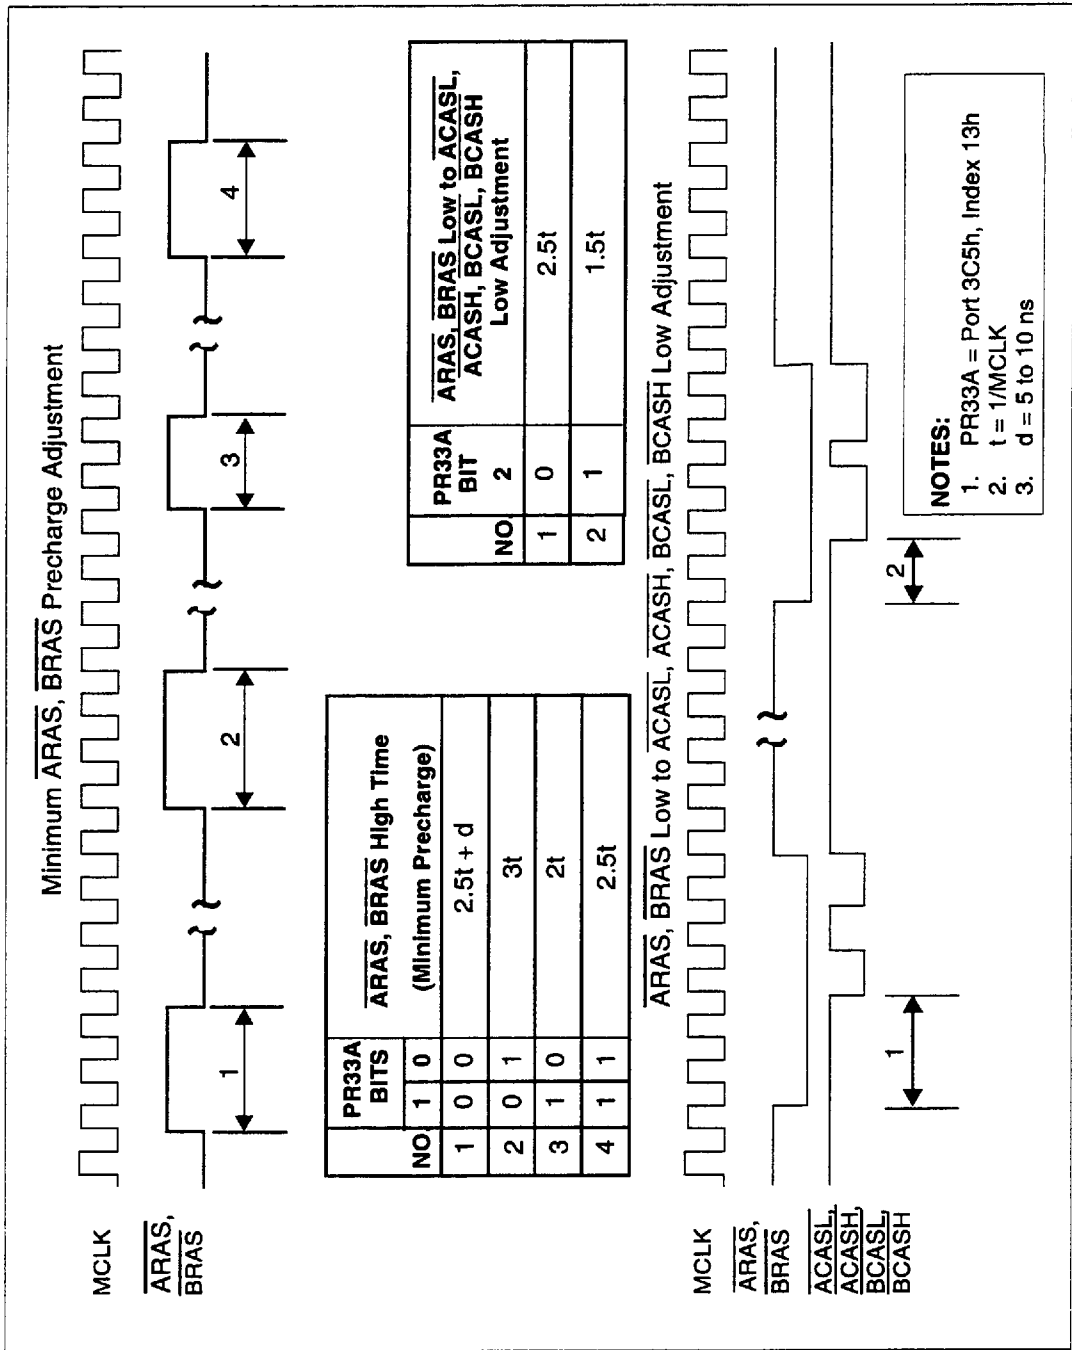 Minimum ARAS, BRAS Precharge Adjustment
MCLK
ARAS,
BRAS
1
2
3
4
PR33A
BITS
ARAS, BRAS High Time
(Minimum Precharge)
NO. 1 0
1 0 0 2.5t + d
2 0 1 3t
3 1 0 2t
4 1 1 2.5t
PR33A
BIT
ARAS, BRAS Low to ACASL,
ACASH, BCASL, BCASH
Low Adjustment
NO. 2
1 0 2.5t
2 1 1.5t
ARAS, BRAS Low to ACASL, ACASH, BCASL, BCASH Low Adjustment
MCLK
ARAS,
BRAS
ACASL,
ACASH,
BCASL,
BCASH
1
2
NOTES:
1. PR33A = Port 3C5h, Index 13h
2. t = 1/MCLK
3. d = 5 to 10 ns